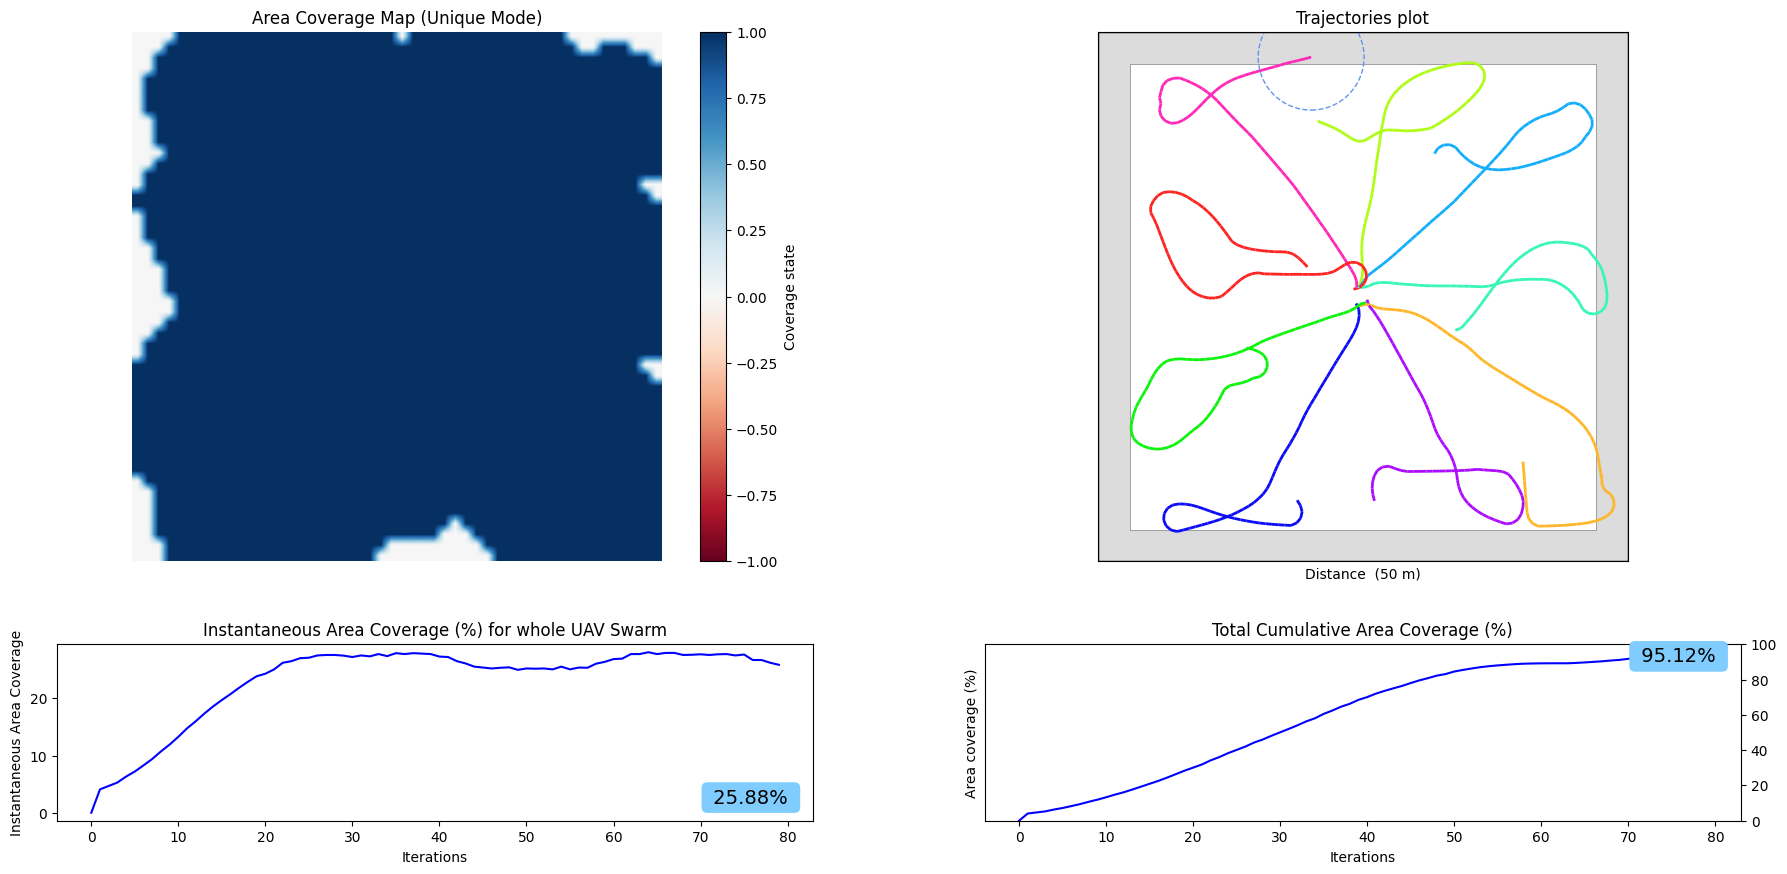 Area Coverage Map (Unique Mode)
1.00
0.75
0.50
0.25
0.00
−0.25
−0.50
−0.75
−1.00
Coverage state
Trajectories plot
Distance  (50 m)
Instantaneous Area Coverage (%) for whole UAV Swarm
Instantaneous Area Coverage
20
10
0
25.88%
0 10 20 30 40 50 60 70 80
Iterations
Total Cumulative Area Coverage (%)
Area coverage (%)
95.12%
100
80
60
40
20
0
0 10 20 30 40 50 60 70 80
Iterations